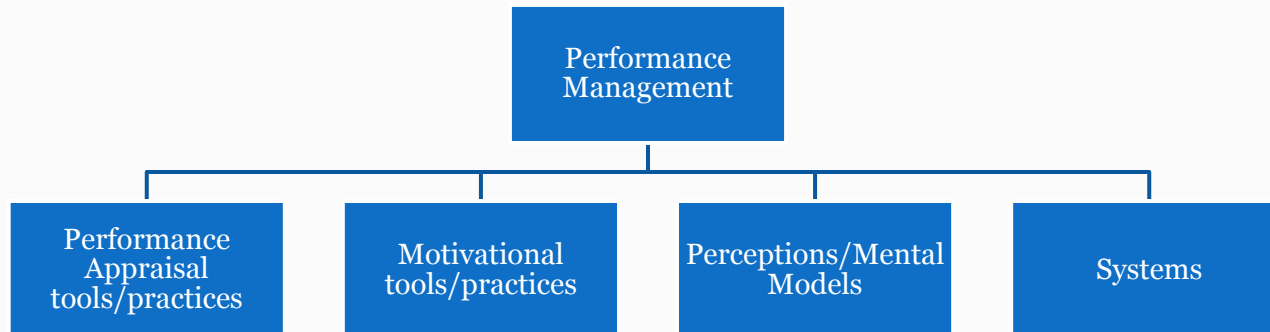 Performance
Management
Performance
Appraisal
tools/practices
Motivational
tools/practices
Perceptions/Mental
Models
Systems